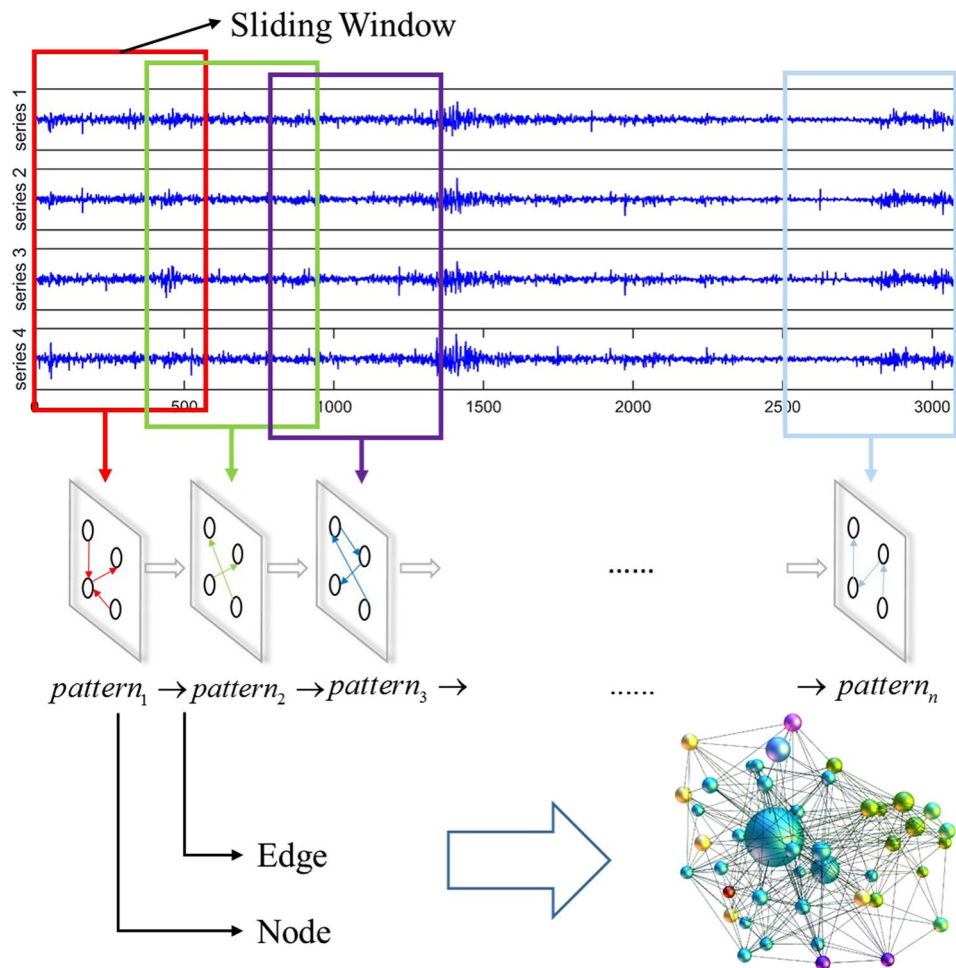 Sliding Window
series 1
series 2
series 3
series 4
0 500 1000 1500 2000 2500 3000
......
pattern₁ → pattern₂ → pattern₃ → ...... → patternₙ
Edge
Node